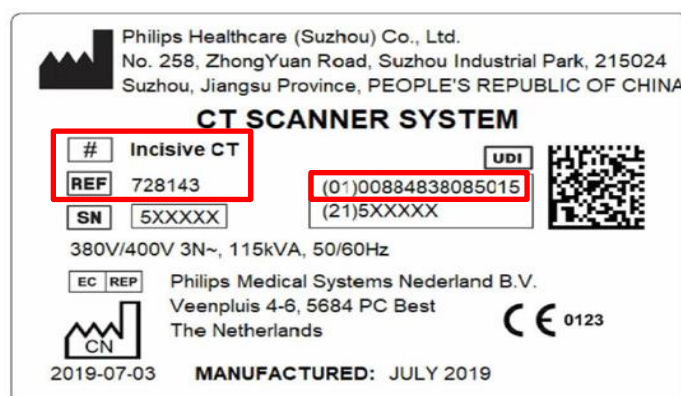 Philips Healthcare (Suzhou) Co., Ltd.
No. 258, ZhongYuan Road, Suzhou Industrial Park, 215024
Suzhou, Jiangsu Province, PEOPLE'S REPUBLIC OF CHINA
CT SCANNER SYSTEM
# Incisive CT
UDI
REF 728143
(01)00884838085015
SN 5XXXXX
(21)5XXXXX
380V/400V 3N~, 115kVA, 50/60Hz
EC REP Philips Medical Systems Nederland B.V.
Veenpluis 4-6, 5684 PC Best
The Netherlands
CE 0123
CN
2019-07-03 MANUFACTURED: JULY 2019